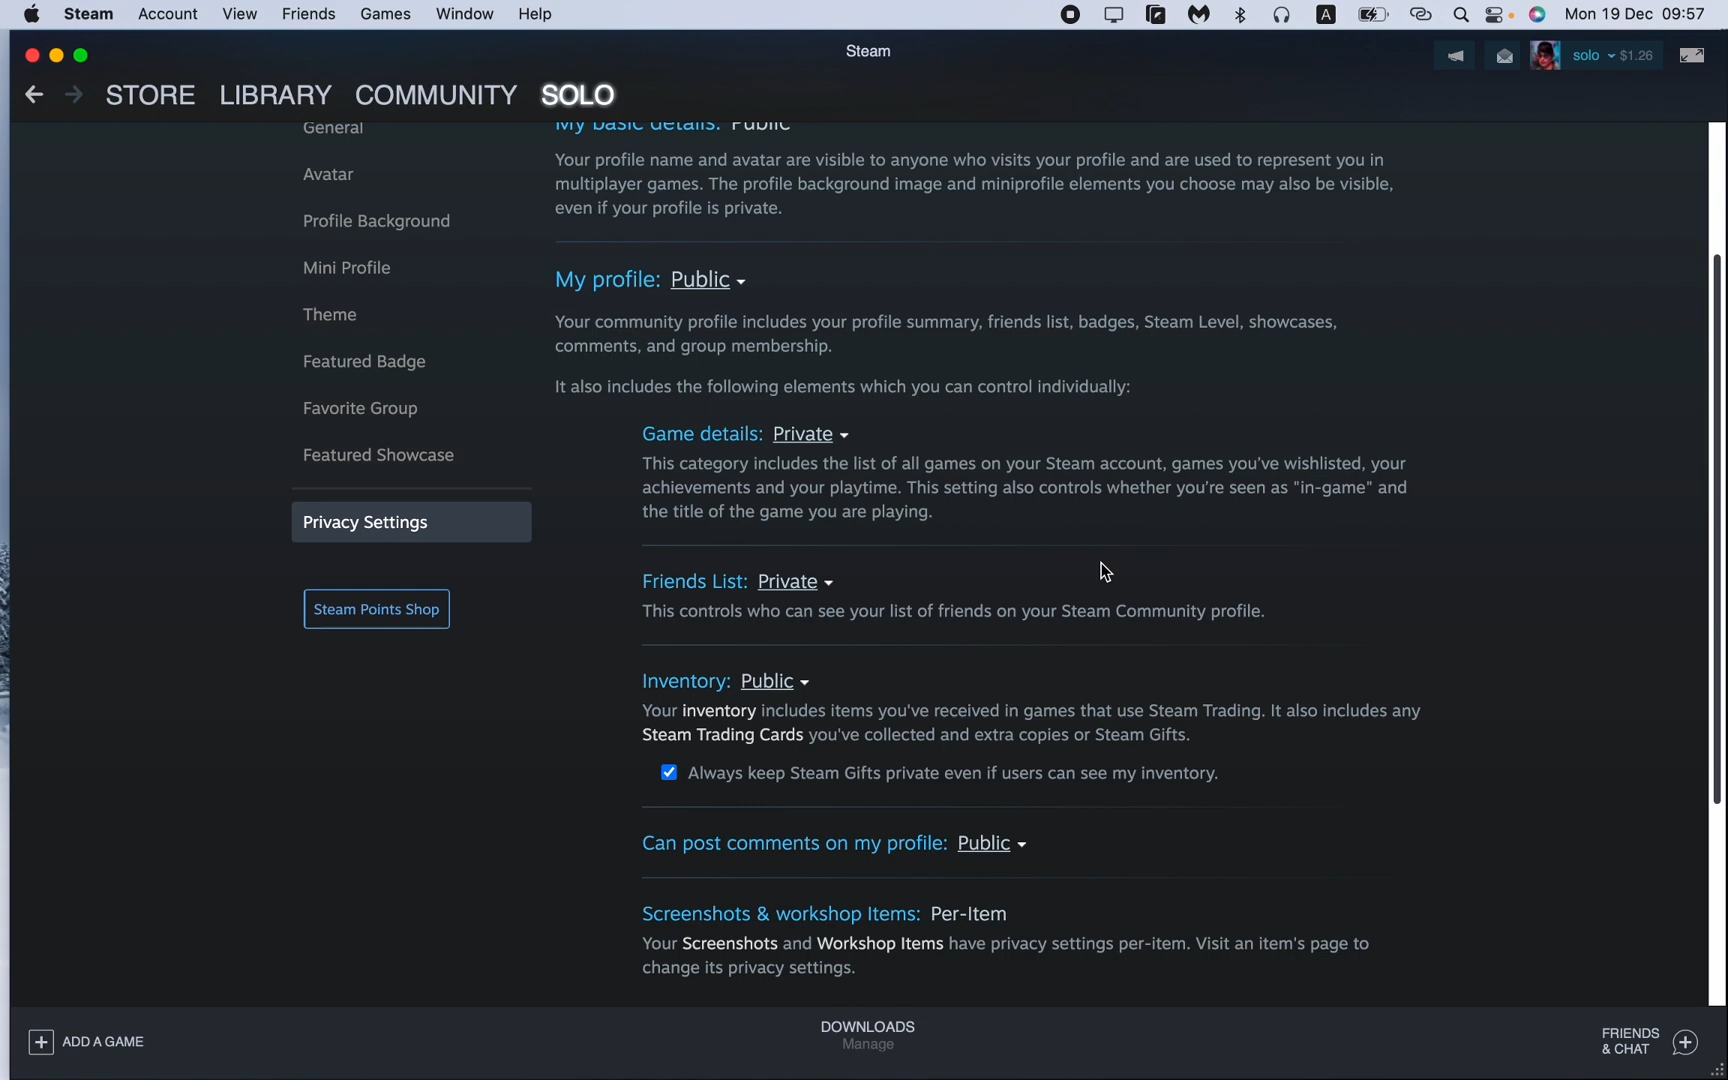 Steam Account View Friends Games Window Help A Mon 19 Dec 09:57
Steam
solo $1.26
STORE LIBRARY COMMUNITY SOLO
General
Avatar
Profile Background
Mini Profile
Theme
Featured Badge
Favorite Group
Featured Showcase
Privacy Settings
Steam Points Shop
My basic details: Public
Your profile name and avatar are visible to anyone who visits your profile and are used to represent you in
multiplayer games. The profile background image and miniprofile elements you choose may also be visible,
even if your profile is private.
My profile: Public
Your community profile includes your profile summary, friends list, badges, Steam Level, showcases,
comments, and group membership.
It also includes the following elements which you can control individually:
Game details: Private
This category includes the list of all games on your Steam account, games you've wishlisted, your
achievements and your playtime. This setting also controls whether you're seen as "in-game" and
the title of the game you are playing.
Friends List: Private
This controls who can see your list of friends on your Steam Community profile.
Inventory: Public
Your inventory includes items you've received in games that use Steam Trading. It also includes any
Steam Trading Cards you've collected and extra copies or Steam Gifts.
Always keep Steam Gifts private even if users can see my inventory.
Can post comments on my profile: Public
Screenshots & workshop Items: Per-Item
Your Screenshots and Workshop Items have privacy settings per-item. Visit an item's page to
change its privacy settings.
ADD A GAME
DOWNLOADS
Manage
FRIENDS
& CHAT